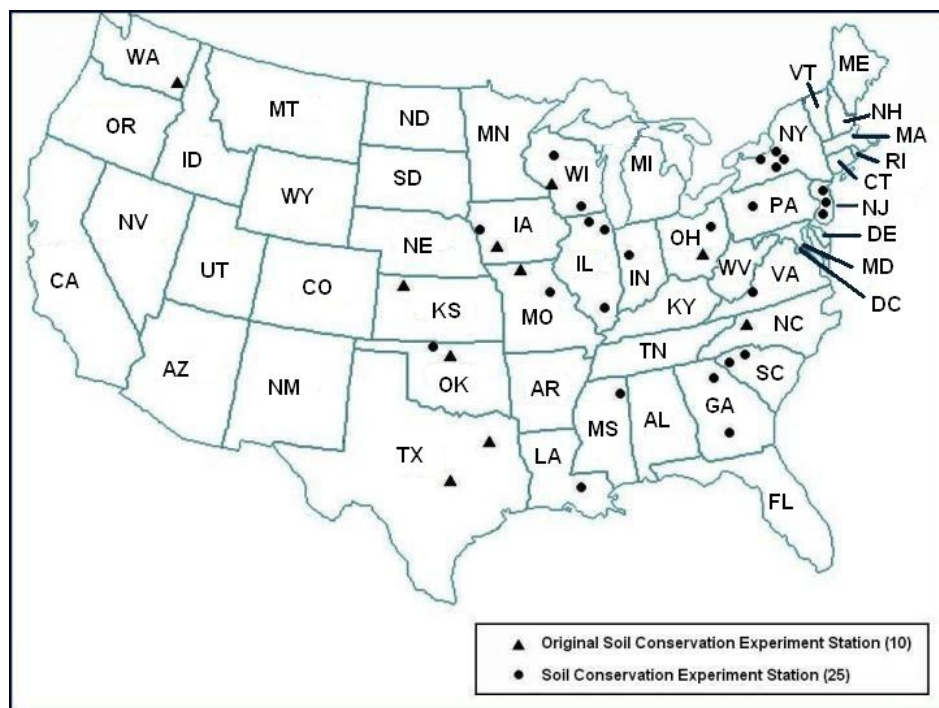 WA
ME
VT
MT
ND
MN
NH
OR
NY
MA
ID
WI
MI
RI
SD
CT
WY
PA
NJ
IA
NV
NE
OH
DE
IL
IN
WV
MD
UT
VA
CA
CO
DC
KS
KY
MO
NC
TN
AZ
OK
AR
SC
NM
GA
MS
AL
TX
LA
FL
Original Soil Conservation Experiment Station (10)
Soil Conservation Experiment Station (25)